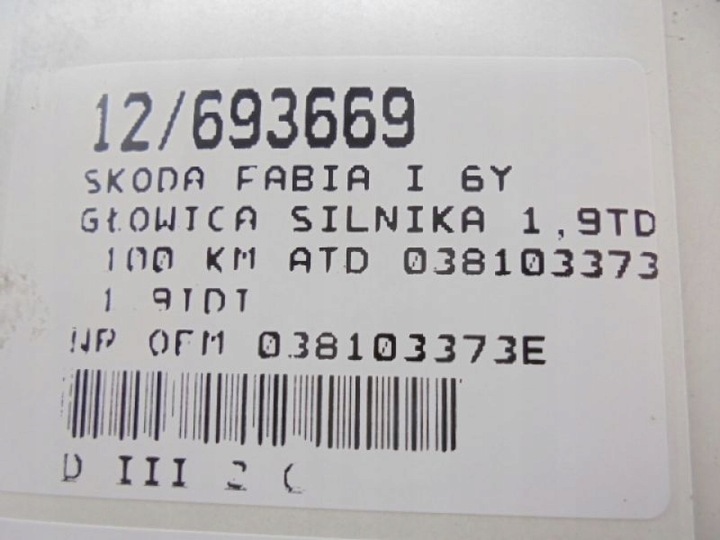 12/693669
SKODA FABIA I 6Y
GŁOWICA SILNIKA 1,9TD
100 KM ATD 038103373
1 9TDI
NR OEM 038103373E
D III 2 C